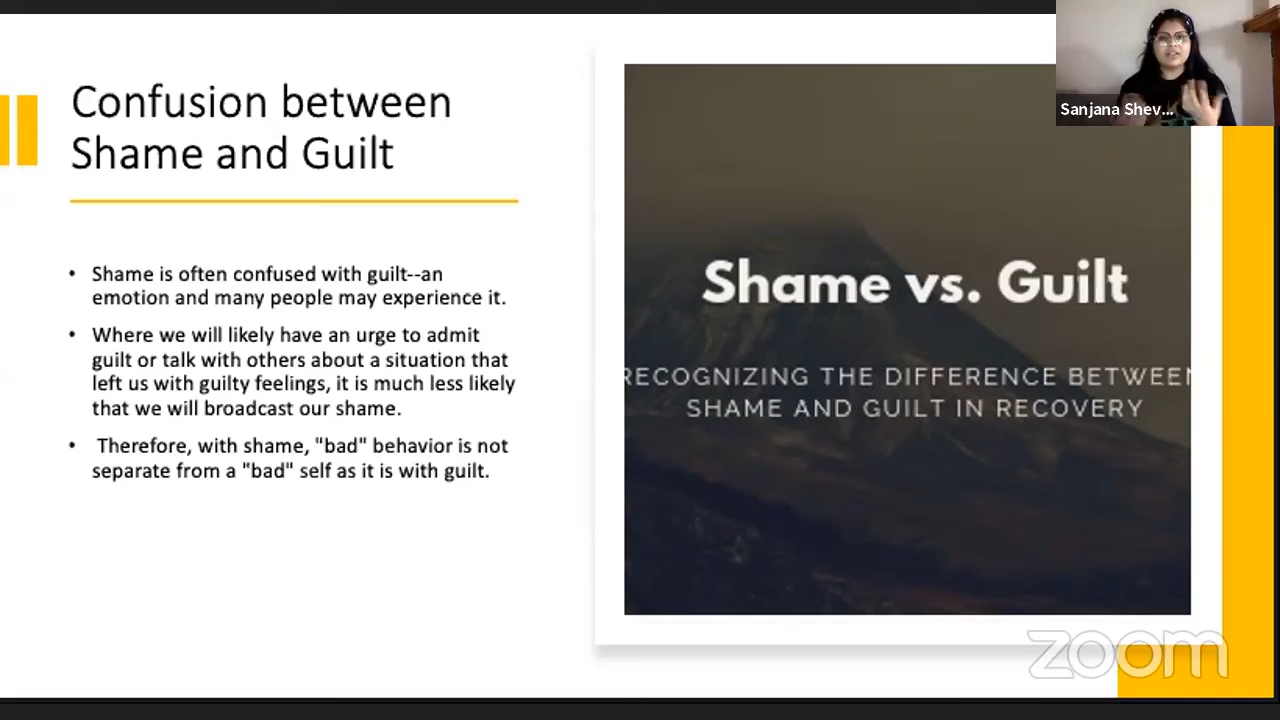 Confusion between
Shame and Guilt
• Shame is often confused with guilt--an
emotion and many people may experience it.
• Where we will likely have an urge to admit
guilt or talk with others about a situation that
left us with guilty feelings, it is much less likely
that we will broadcast our shame.
• Therefore, with shame, "bad" behavior is not
separate from a "bad" self as it is with guilt.
Shame vs. Guilt
RECOGNIZING THE DIFFERENCE BETWEEN
SHAME AND GUILT IN RECOVERY
Sanjana Shev...
zoom